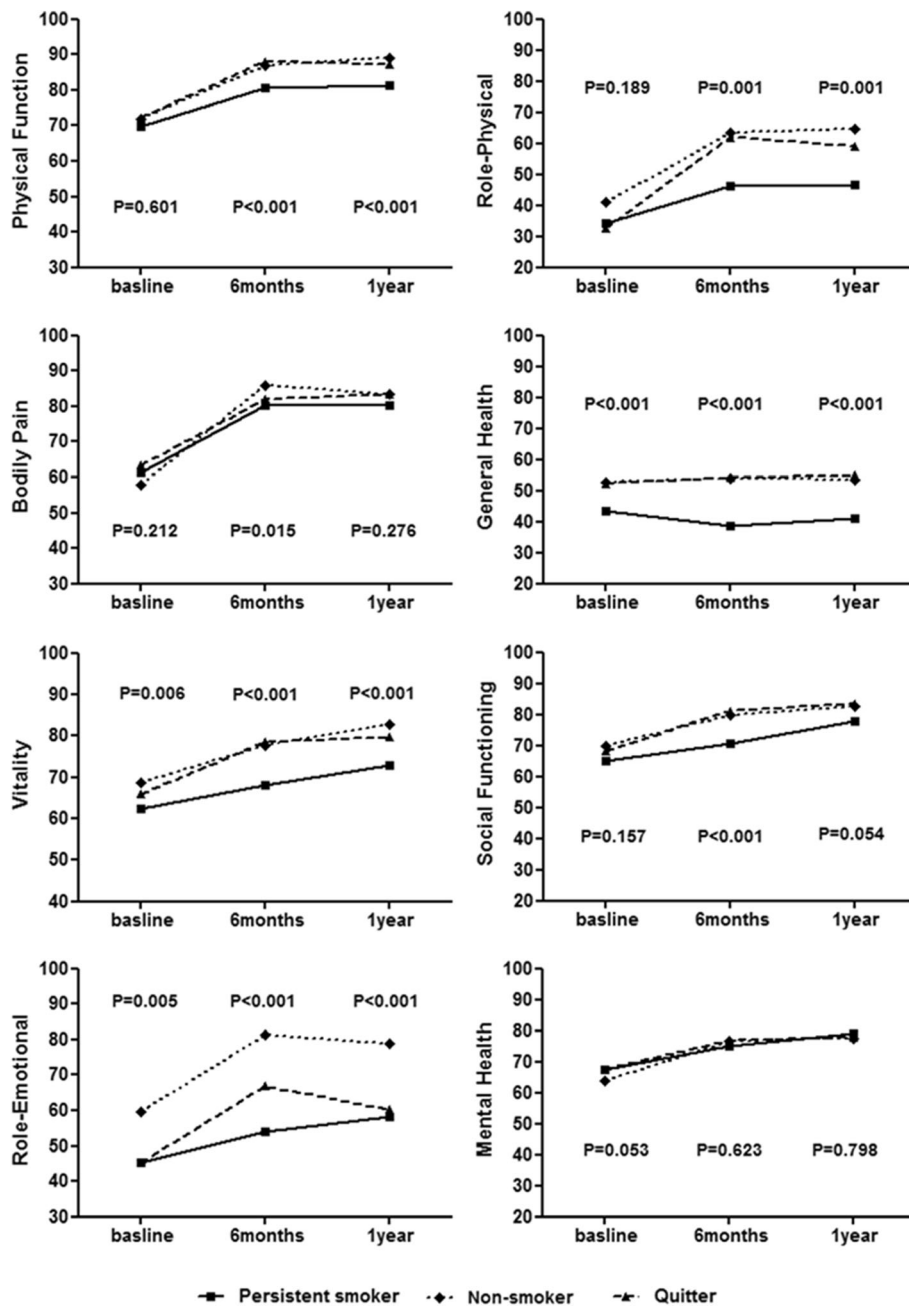 Physical Function
100
90
80
70
60
50
40
30
P=0.601 P<0.001 P<0.001
basline 6months 1year
Role-Physical
100
90
80
70
60
50
40
30
20
P=0.189 P=0.001 P=0.001
basline 6months 1year
Bodily Pain
100
90
80
70
60
50
40
30
P=0.212 P=0.015 P=0.276
basline 6months 1year
General Health
100
90
80
70
60
50
40
30
20
P<0.001 P<0.001 P<0.001
basline 6months 1year
Vitality
100
90
80
70
60
50
40
P=0.006 P<0.001 P<0.001
basline 6months 1year
Social Functioning
100
90
80
70
60
50
40
30
20
P=0.157 P<0.001 P=0.054
basline 6months 1year
Role-Emotional
100
90
80
70
60
50
40
30
P=0.005 P<0.001 P<0.001
basline 6months 1year
Mental Health
100
90
80
70
60
50
40
30
20
P=0.053 P=0.623 P=0.798
basline 6months 1year
Persistent smoker Non-smoker Quitter